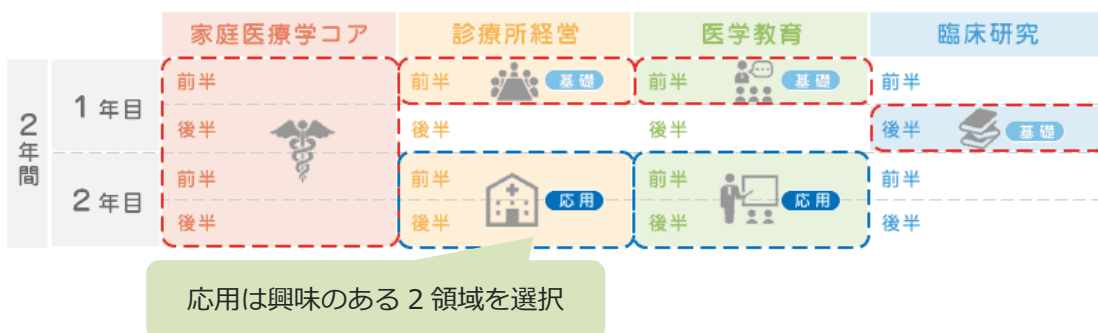 家庭医療学コア 診療所経営 医学教育 臨床研究
2年間
1年目
前半 前半 基礎 前半 基礎 前半
後半 後半 後半 後半 基礎
2年目
前半 前半 応用 前半 応用 前半
後半 後半 後半 後半
応用は興味のある2領域を選択